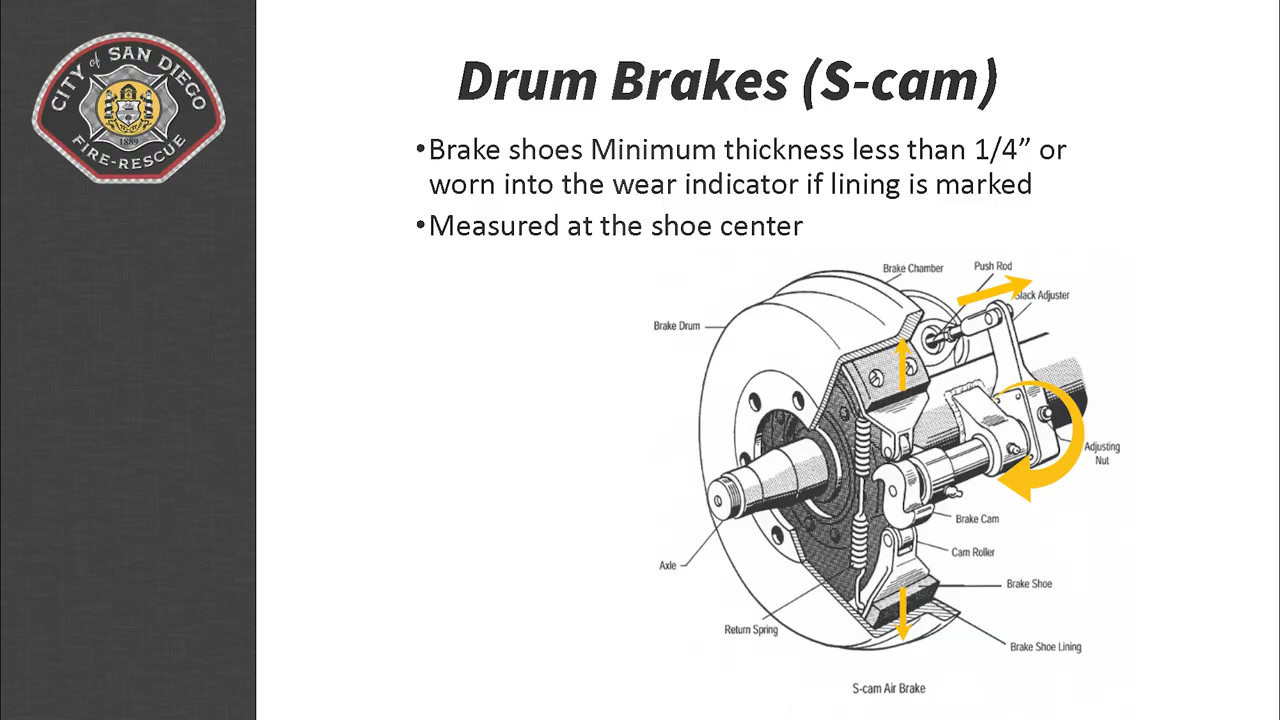 CITY of SAN DIEGO
1889
FIRE-RESCUE
Drum Brakes (S-cam)
•Brake shoes Minimum thickness less than 1/4” or
worn into the wear indicator if lining is marked
•Measured at the shoe center
Brake Chamber
Push Rod
Slack Adjuster
Brake Drum
Adjusting
Nut
Brake Cam
Cam Roller
Axle
Brake Shoe
Return Spring
Brake Shoe Lining
S-cam Air Brake